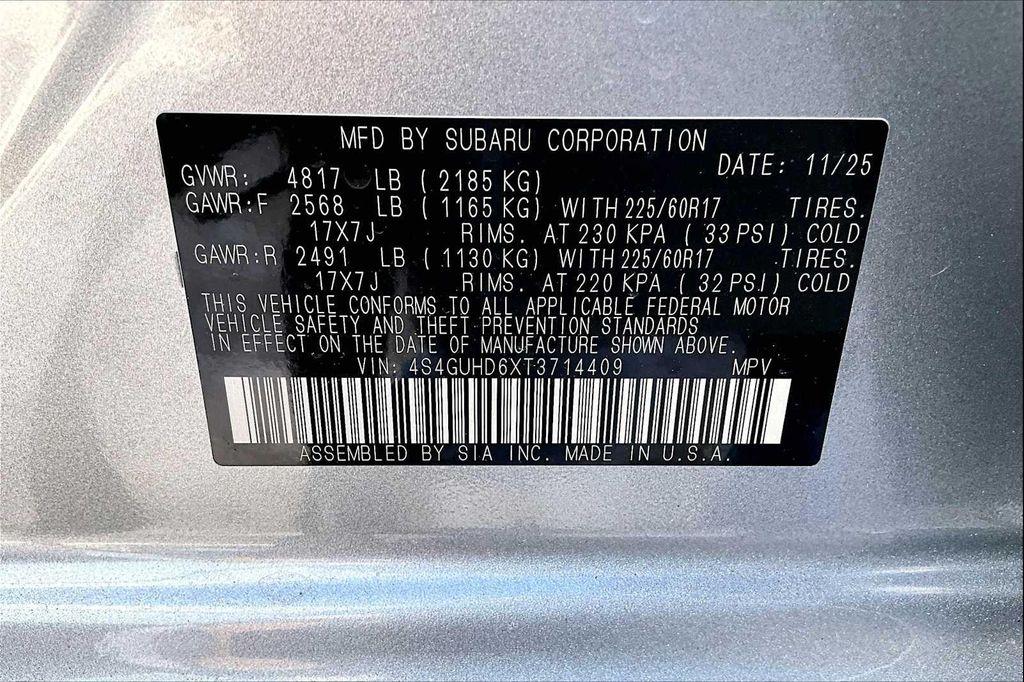 MFD BY SUBARU CORPORATION
DATE: 11/25
GVWR: 4817 LB (2185 KG)
GAWR:F 2568 LB (1165 KG) WITH 225/60R17 TIRES.
17X7J RIMS. AT 230 KPA (33 PSI) COLD
GAWR:R 2491 LB (1130 KG) WITH 225/60R17 TIRES.
17X7J RIMS. AT 220 KPA (32 PSI) COLD
THIS VEHICLE CONFORMS TO ALL APPLICABLE FEDERAL MOTOR
VEHICLE SAFETY AND THEFT PREVENTION STANDARDS
IN EFFECT ON THE DATE OF MANUFACTURE SHOWN ABOVE.
VIN: 4S4GUHD6XT3714409 MPV
ASSEMBLED BY SIA INC. MADE IN U.S.A.